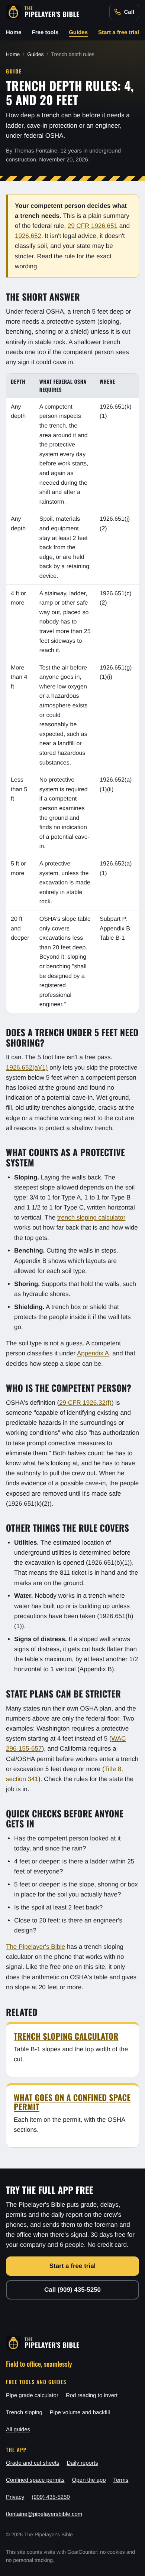 THE
PIPELAYER'S BIBLE
Call
Home Free tools Guides Start a free trial
Home / Guides / Trench depth rules
GUIDE
TRENCH DEPTH RULES: 4,
5 AND 20 FEET
How deep a trench can be before it needs a
ladder, cave-in protection or an engineer,
under federal OSHA.
By Thomas Fontaine, 12 years in underground
construction. November 20, 2026.
Your competent person decides what
a trench needs. This is a plain summary
of the federal rule, 29 CFR 1926.651 and
1926.652. It isn't legal advice, it doesn't
classify soil, and your state may be
stricter. Read the rule for the exact
wording.
THE SHORT ANSWER
Under federal OSHA, a trench 5 feet deep or
more needs a protective system (sloping,
benching, shoring or a shield) unless it is cut
entirely in stable rock. A shallower trench
needs one too if the competent person sees
any sign it could cave in.
DEPTH WHAT FEDERAL OSHA REQUIRES WHERE
Any
depth
A competent
person inspects
the trench, the
area around it and
the protective
system every day
before work starts,
and again as
needed during the
shift and after a
rainstorm.
1926.651(k)
(1)
Any
depth
Spoil, materials
and equipment
stay at least 2 feet
back from the
edge, or are held
back by a retaining
device.
1926.651(j)
(2)
4 ft or
more
A stairway, ladder,
ramp or other safe
way out, placed so
nobody has to
travel more than 25
feet sideways to
reach it.
1926.651(c)
(2)
More
than 4
ft
Test the air before
anyone goes in,
where low oxygen
or a hazardous
atmosphere exists
or could
reasonably be
expected, such as
near a landfill or
stored hazardous
substances.
1926.651(g)
(1)(i)
Less
than 5
ft
No protective
system is required
if a competent
person examines
the ground and
finds no indication
of a potential cave-
in.
1926.652(a)
(1)(ii)
5 ft or
more
A protective
system, unless the
excavation is made
entirely in stable
rock.
1926.652(a)
(1)
20 ft
and
deeper
OSHA's slope table
only covers
excavations less
than 20 feet deep.
Beyond it, sloping
or benching "shall
be designed by a
registered
professional
engineer."
Subpart P,
Appendix B,
Table B-1
DOES A TRENCH UNDER 5 FEET NEED
SHORING?
It can. The 5 foot line isn't a free pass.
1926.652(a)(1) only lets you skip the protective
system below 5 feet when a competent person
has looked at the ground and found no
indication of a potential cave-in. Wet ground,
fill, old utility trenches alongside, cracks at the
edge or a machine working near the trench are
all reasons to protect a shallow trench.
WHAT COUNTS AS A PROTECTIVE
SYSTEM
• Sloping. Laying the walls back. The
steepest slope allowed depends on the soil
type: 3/4 to 1 for Type A, 1 to 1 for Type B
and 1 1/2 to 1 for Type C, written horizontal
to vertical. The trench sloping calculator
works out how far back that is and how wide
the top gets.
• Benching. Cutting the walls in steps.
Appendix B shows which layouts are
allowed for each soil type.
• Shoring. Supports that hold the walls, such
as hydraulic shores.
• Shielding. A trench box or shield that
protects the people inside it if the wall lets
go.
The soil type is not a guess. A competent
person classifies it under Appendix A, and that
decides how steep a slope can be.
WHO IS THE COMPETENT PERSON?
OSHA's definition (29 CFR 1926.32(f)) is
someone "capable of identifying existing and
predictable hazards in the surroundings or
working conditions" who also has "authorization
to take prompt corrective measures to
eliminate them." Both halves count: he has to
know what he's looking at, and he has to have
the authority to pull people out. When there's
evidence of a possible cave-in, the people
exposed are removed until it's made safe
(1926.651(k)(2)).
OTHER THINGS THE RULE COVERS
• Utilities. The estimated location of
underground utilities is determined before
the excavation is opened (1926.651(b)(1)).
That means the 811 ticket is in hand and the
marks are on the ground.
• Water. Nobody works in a trench where
water has built up or is building up unless
precautions have been taken (1926.651(h)
(1)).
• Signs of distress. If a sloped wall shows
signs of distress, it gets cut back flatter than
the table's maximum, by at least 1/2
horizontal to 1 vertical (Appendix B).
STATE PLANS CAN BE STRICTER
Many states run their own OSHA plan, and the
numbers above can be different there. For
example: Washington requires cave-in
protection starting at 4 feet instead of 5 (WAC
296-155-657), and California requires a
Cal/OSHA permit before workers enter a trench
or excavation 5 feet deep or more (Title 8,
section 341). Check the rules for the state the
job is in.
QUICK CHECKS BEFORE ANYONE
GETS IN
• Has the competent person looked at it
today, and since the rain?
• 4 feet or deeper: is there a ladder within 25
feet of everyone?
• 5 feet or deeper: is the slope, shoring or box
in place for the soil you actually have?
• Is the spoil at least 2 feet back?
• Close to 20 feet: is there an engineer's
design?
The Pipelayer's Bible has a trench sloping
calculator on the phone that works with no
signal. Like the free one on this site, it only
does the arithmetic on OSHA's table and gives
no slope at 20 feet or more.
RELATED
TRENCH SLOPING CALCULATOR
Table B-1 slopes and the top width of the
cut.
WHAT GOES ON A CONFINED SPACE
PERMIT
Each item on the permit, with the OSHA
sections.
TRY THE FULL APP FREE
The Pipelayer's Bible puts grade, delays,
permits and the daily report on the crew's
phones, and sends them to the foreman and
the office when there's signal. 30 days free for
your company and 6 people. No credit card.
Start a free trial
Call (909) 435-5250
THE
PIPELAYER'S BIBLE
Field to office, seamlessly
FREE TOOLS AND GUIDES
Pipe grade calculator Rod reading to invert
Trench sloping Pipe volume and backfill
All guides
THE APP
Grade and cut sheets Daily reports
Confined space permits Open the app Terms
Privacy (909) 435-5250
tfontaine@pipelayersbible.com
© 2026 The Pipelayer's Bible
This site counts visits with GoatCounter: no cookies and
no personal tracking.